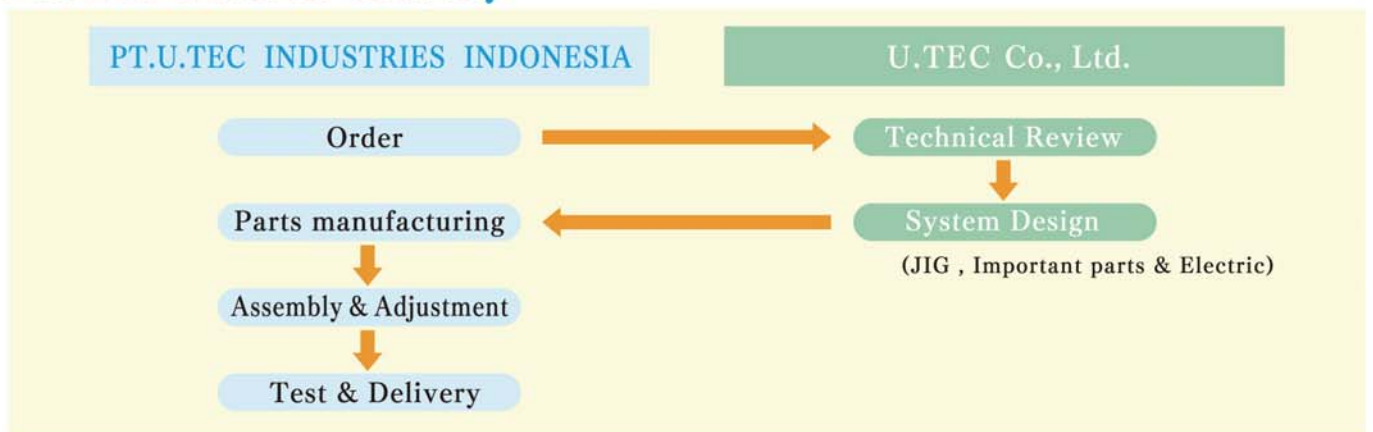 PT.U.TEC INDUSTRIES INDONESIA
U.TEC Co., Ltd.
Order
Technical Review
Parts manufacturing
System Design
(JIG , Important parts & Electric)
Assembly & Adjustment
Test & Delivery